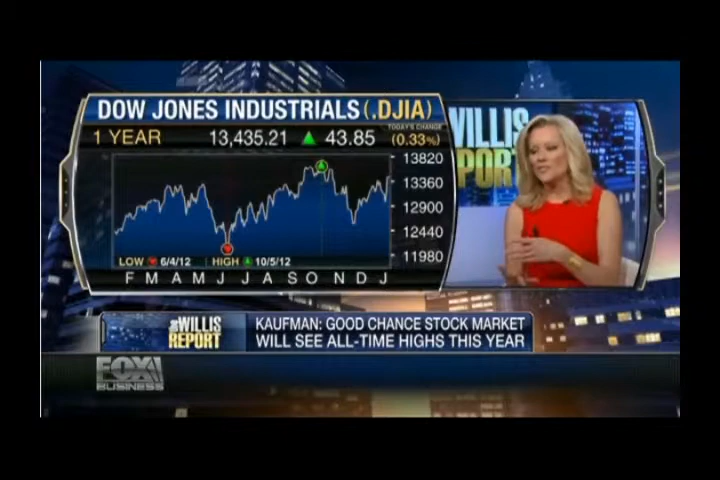 DOW JONES INDUSTRIALS (.DJIA)
TODAY'S CHANGE
1 YEAR 13,435.21 43.85 (0.33%)
13820
13360
12900
12440
11980
LOW 6/4/12 HIGH 10/5/12
F M A M J J A S O N D J
WILLIS
REPORT
THE WILLIS REPORT
KAUFMAN: GOOD CHANCE STOCK MARKET
WILL SEE ALL-TIME HIGHS THIS YEAR
FOX
BUSINESS